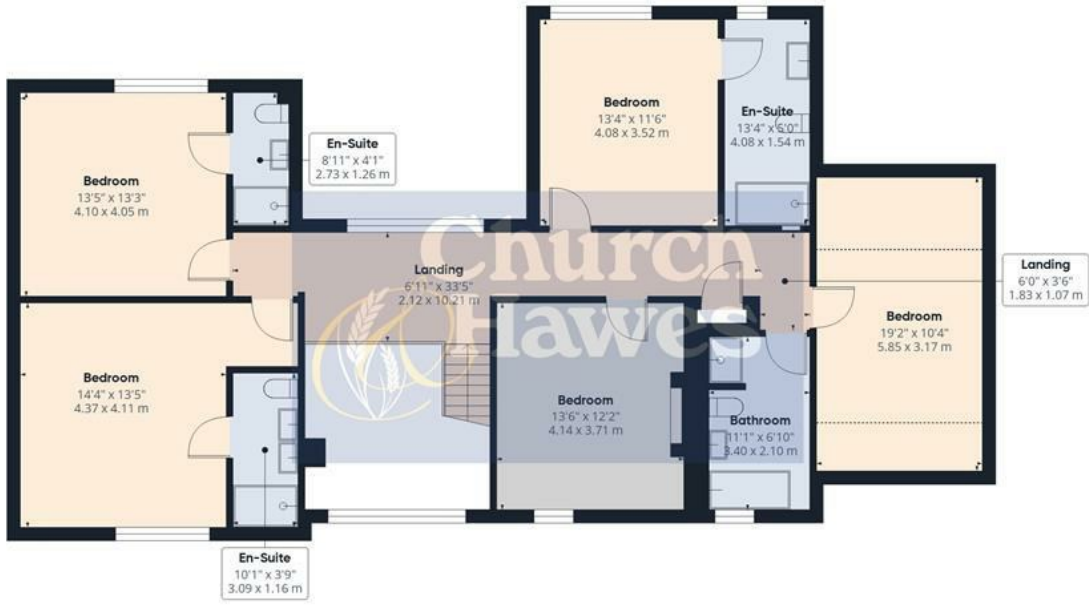 Bedroom
13'4" x 11'6"
4.08 x 3.52 m
En-Suite
13'4" x 5'0"
4.08 x 1.54 m
En-Suite
8'11" x 4'1"
2.73 x 1.26 m
Bedroom
13'5" x 13'3"
4.10 x 4.05 m
Church
Hawes
Landing
6'11" x 33'5"
2.12 x 10.21 m
Landing
6'0" x 3'6"
1.83 x 1.07 m
Bedroom
19'2" x 10'4"
5.85 x 3.17 m
Bedroom
14'4" x 13'5"
4.37 x 4.11 m
Bedroom
13'6" x 12'2"
4.14 x 3.71 m
Bathroom
11'1" x 6'10"
3.40 x 2.10 m
En-Suite
10'1" x 3'9"
3.09 x 1.16 m